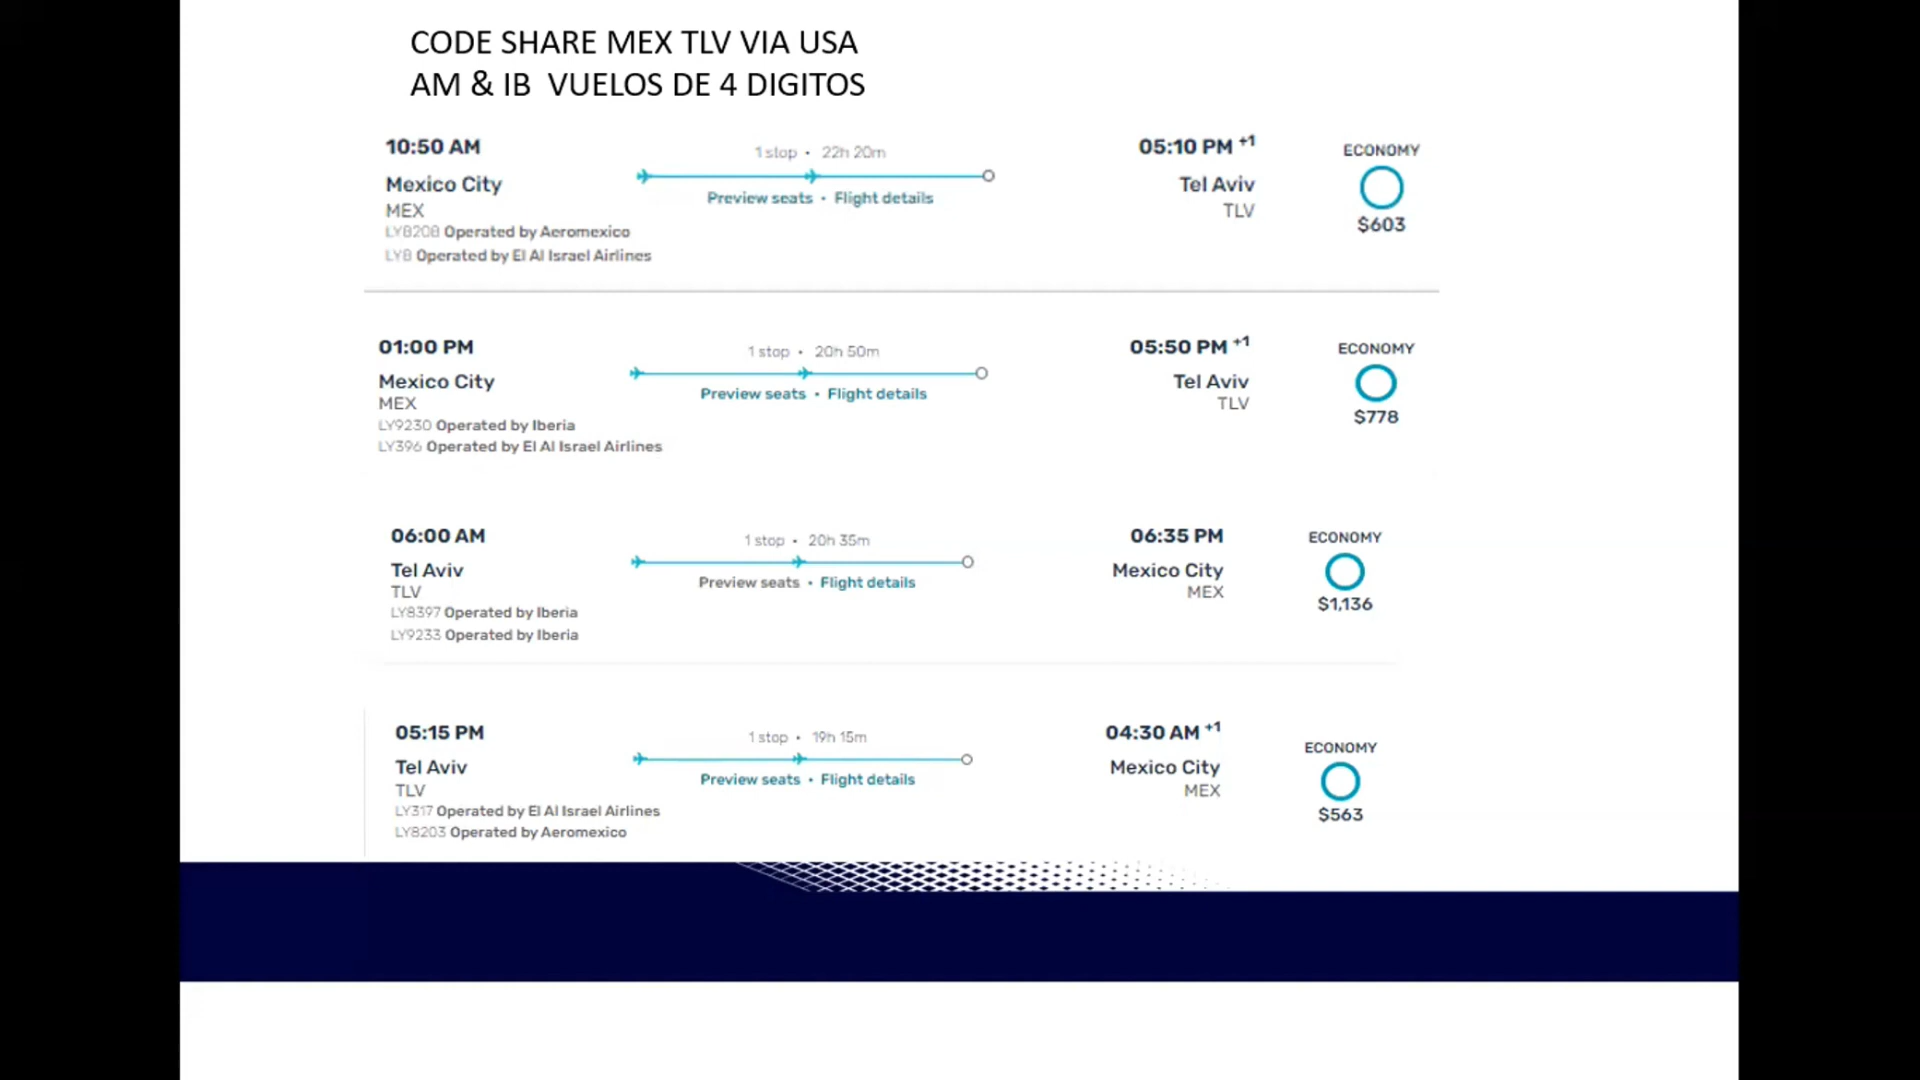 CODE SHARE MEX TLV VIA USA
AM & IB VUELOS DE 4 DIGITOS
10:50 AM
1 stop • 22h 20m
05:10 PM +1
ECONOMY
Mexico City
Preview seats • Flight details
Tel Aviv
MEX
TLV
$603
LY8208 Operated by Aeromexico
LY8 Operated by El Al Israel Airlines
01:00 PM
1 stop • 20h 50m
05:50 PM +1
ECONOMY
Mexico City
Preview seats • Flight details
Tel Aviv
MEX
TLV
$778
LY9230 Operated by Iberia
LY396 Operated by El Al Israel Airlines
06:00 AM
1 stop • 20h 35m
06:35 PM
ECONOMY
Tel Aviv
Preview seats • Flight details
Mexico City
TLV
MEX
$1,136
LY8397 Operated by Iberia
LY9233 Operated by Iberia
05:15 PM
1 stop • 19h 15m
04:30 AM +1
ECONOMY
Tel Aviv
Preview seats • Flight details
Mexico City
TLV
MEX
$563
LY317 Operated by El Al Israel Airlines
LY8203 Operated by Aeromexico